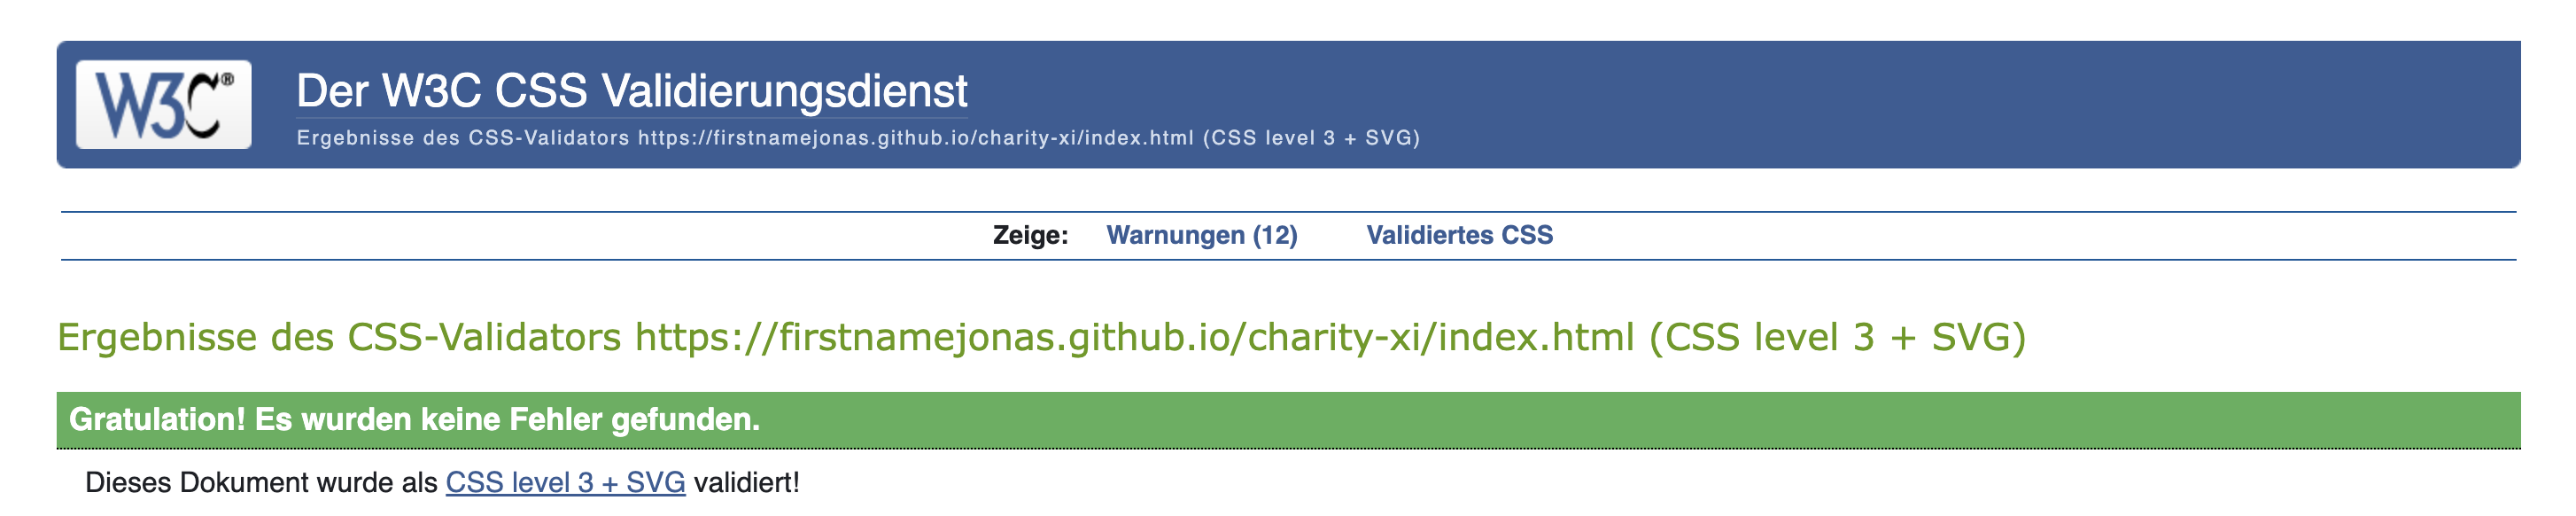 W3C®
Der W3C CSS Validierungsdienst
Ergebnisse des CSS-Validators https://firstnamejonas.github.io/charity-xi/index.html (CSS level 3 + SVG)
Zeige: Warnungen (12) Validiertes CSS
Ergebnisse des CSS-Validators https://firstnamejonas.github.io/charity-xi/index.html (CSS level 3 + SVG)
Gratulation! Es wurden keine Fehler gefunden.
Dieses Dokument wurde als CSS level 3 + SVG validiert!